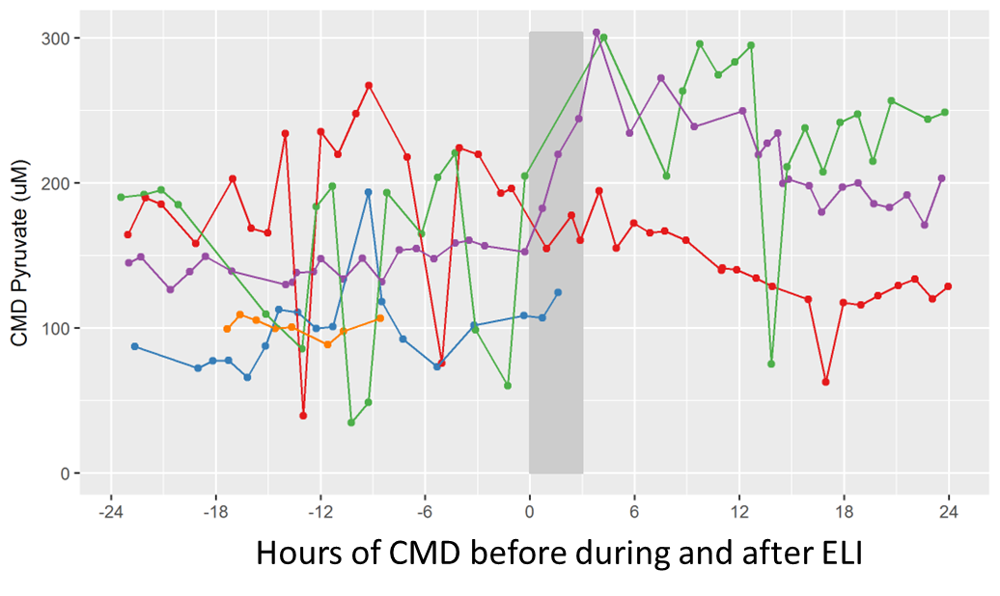 300
200
100
0
CMD Pyruvate (uM)
-24 -18 -12 -6 0 6 12 18 24
Hours of CMD before during and after ELI